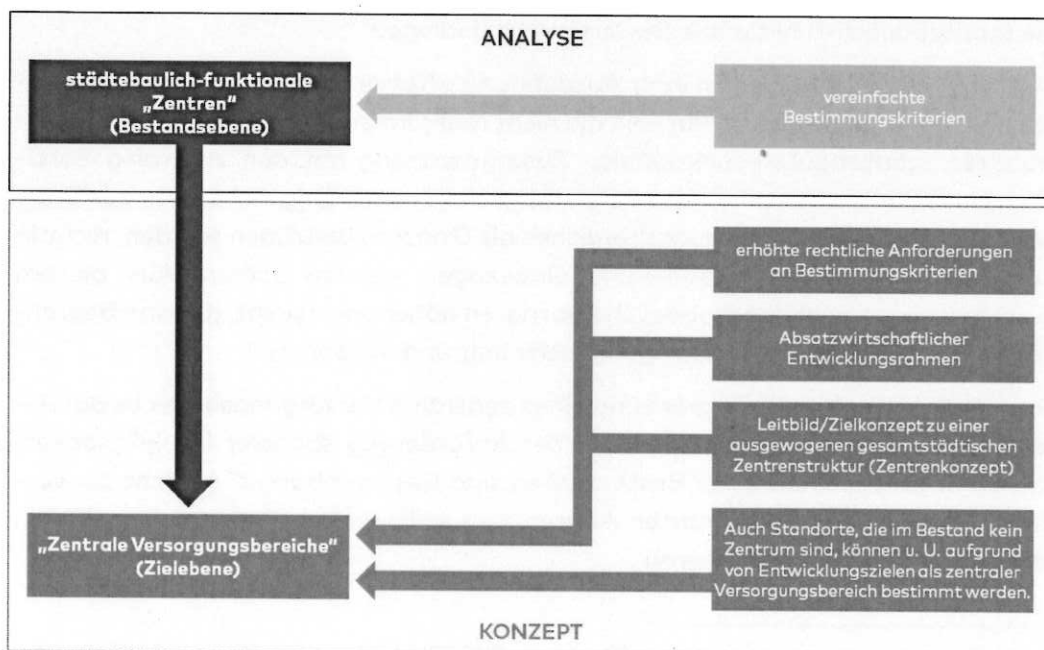 ANALYSE
städtebaulich-funktionale
„Zentren"
(Bestandsebene)
vereinfachte
Bestimmungskriterien
erhöhte rechtliche Anforderungen
an Bestimmungskriterien
Absatzwirtschaftlicher
Entwicklungsrahmen
Leitbild/Zielkonzept zu einer
ausgewogenen gesamtstädtischen
Zentrenstruktur (Zentrenkonzept)
„Zentrale Versorgungsbereiche"
(Zielebene)
Auch Standorte, die im Bestand kein
Zentrum sind, können u. U. aufgrund
von Entwicklungszielen als zentraler
Versorgungsbereich bestimmt werden.
KONZEPT